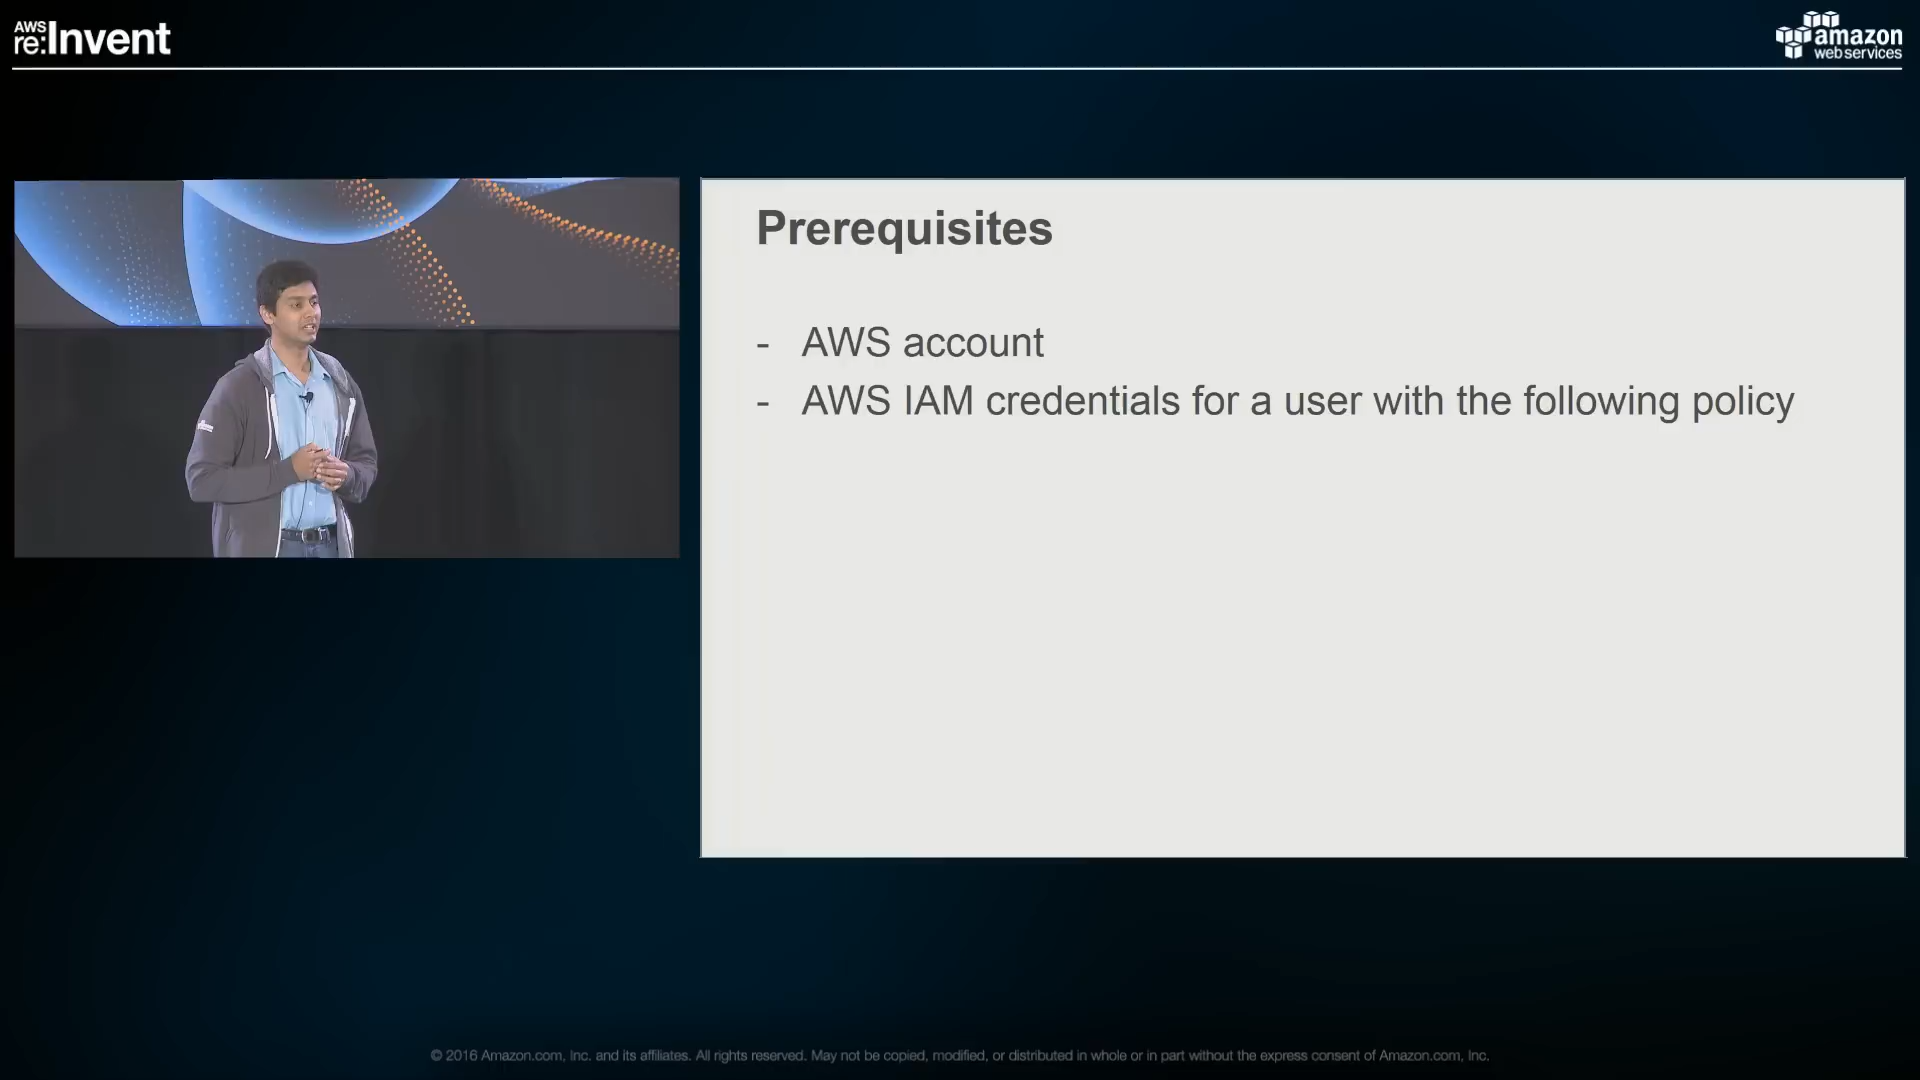 AWS
re:Invent
amazon
webservices
Prerequisites
- AWS account
- AWS IAM credentials for a user with the following policy
© 2016 Amazon.com, Inc. and its affiliates. All rights reserved. May not be copied, modified, or distributed in whole or in part without the express consent of Amazon.com, Inc.